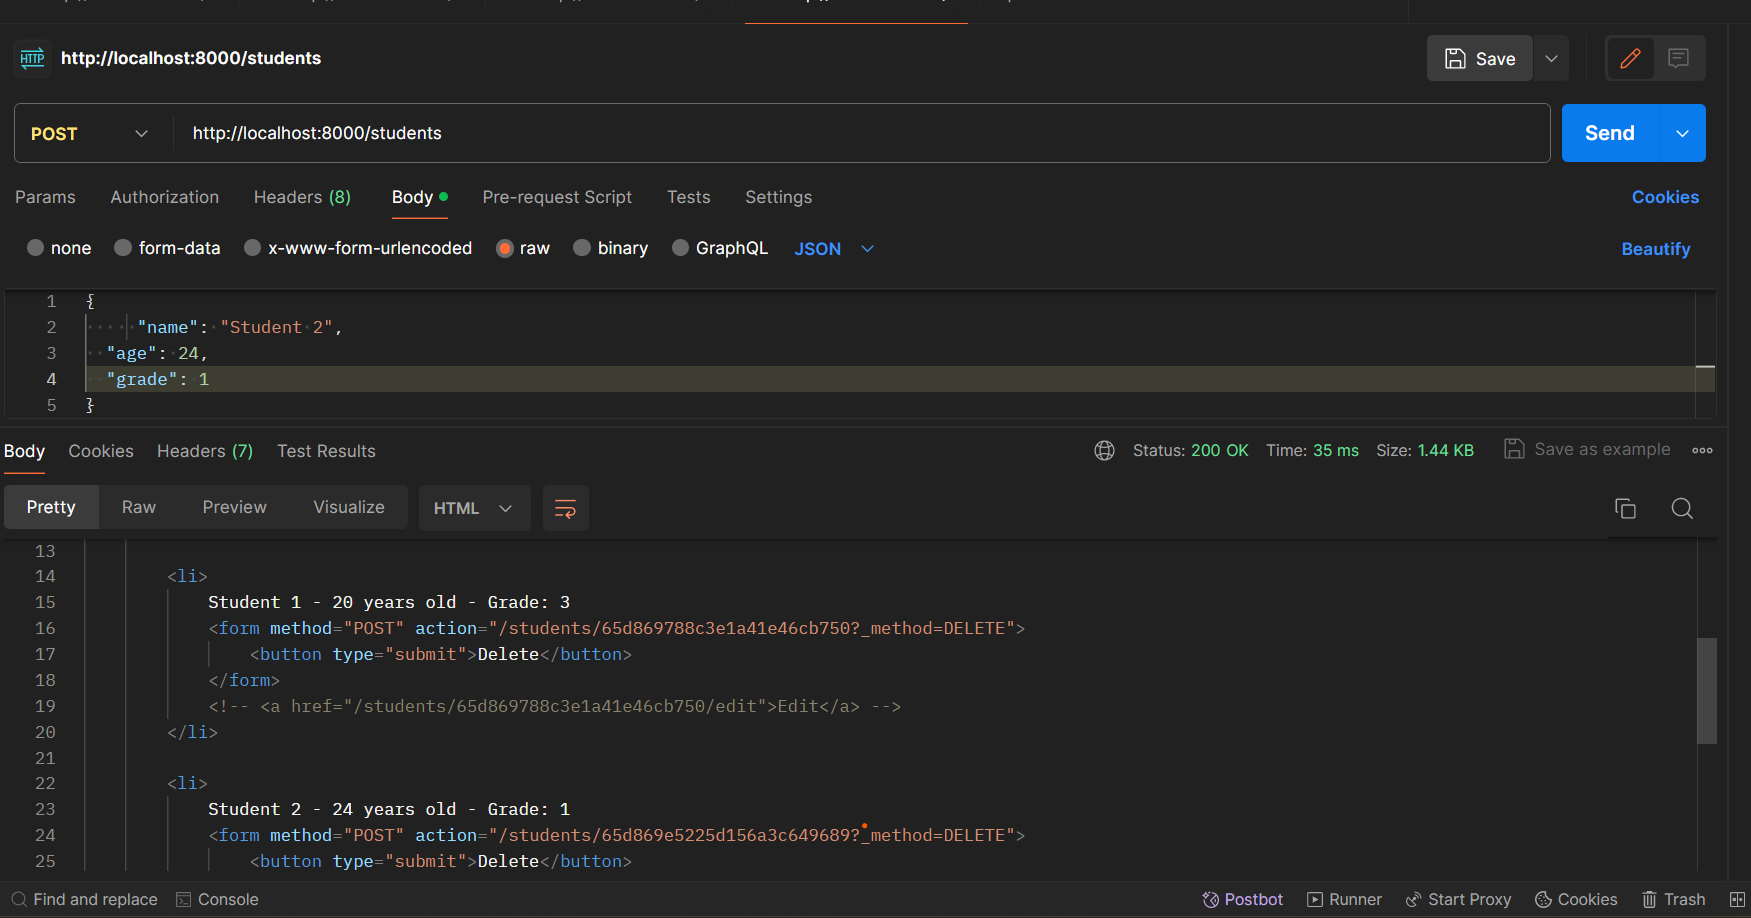 HTTP http://localhost:8000/students Save
POST http://localhost:8000/students Send
Params Authorization Headers (8) Body Pre-request Script Tests Settings Cookies
none form-data x-www-form-urlencoded raw binary GraphQL JSON Beautify
1 {
2 "name": "Student 2",
3 "age": 24,
4 "grade": 1
5 }
Body Cookies Headers (7) Test Results Status: 200 OK Time: 35 ms Size: 1.44 KB Save as example
Pretty Raw Preview Visualize HTML
13
14 <li>
15 Student 1 - 20 years old - Grade: 3
16 <form method="POST" action="/students/65d869788c3e1a41e46cb750?_method=DELETE">
17 <button type="submit">Delete</button>
18 </form>
19 <!-- <a href="/students/65d869788c3e1a41e46cb750/edit">Edit</a> -->
20 </li>
21
22 <li>
23 Student 2 - 24 years old - Grade: 1
24 <form method="POST" action="/students/65d869e5225d156a3c649689?_method=DELETE">
25 <button type="submit">Delete</button>
Find and replace Console Postbot Runner Start Proxy Cookies Trash